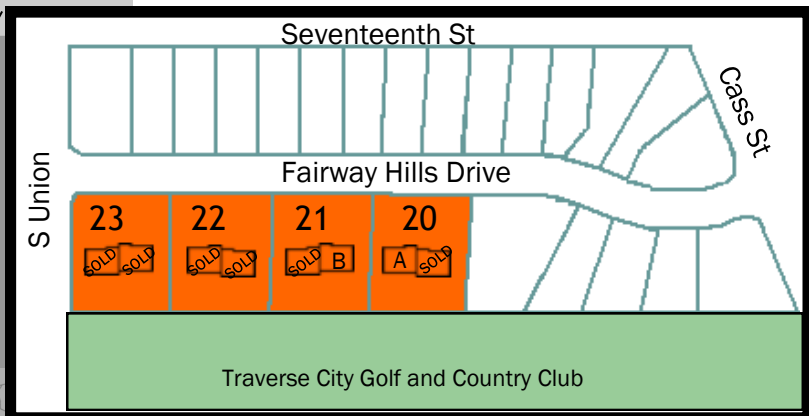 Seventeenth St
Cass St
S Union
Fairway Hills Drive
23 22 21 20
SOLD SOLD SOLD SOLD SOLD B A SOLD
Traverse City Golf and Country Club